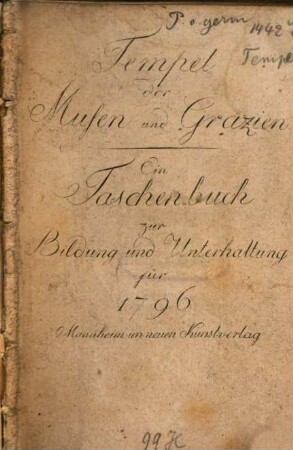 P. o. germ
1442
Tempel
Tempel
der
Musen und Grazien
Ein
Taschenbuch
zur
Bildung und Unterhaltung
für
1796
Mannheim im neuen Kunstverlag
99 H